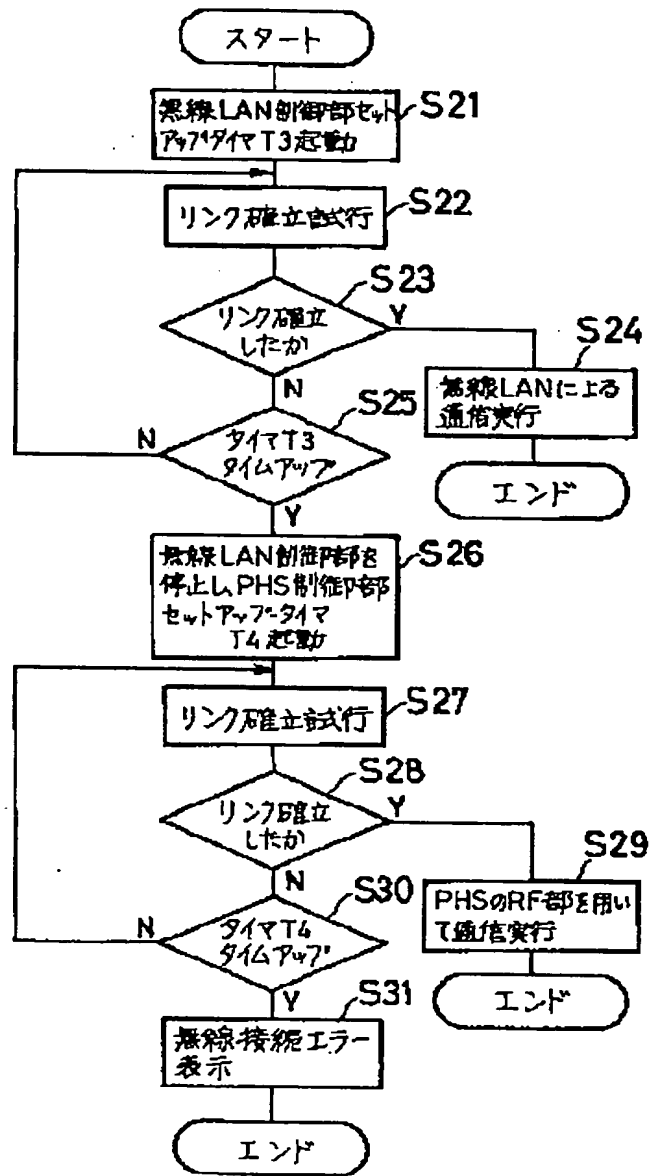 スタート
無線LAN制御部セット
アップタイマT3起動
S21
リンク確立試行
S22
リンク確立
したか
S23
Y
N
無線LANによる
通信実行
S24
エンド
タイマT3
タイムアップ
S25
N
Y
無線LAN制御部を
停止しPHS制御部
セットアップ-タイマ
T4起動
S26
リンク確立試行
S27
リンク確立
したか
S28
Y
N
PHSのRF部を用い
て通信実行
S29
エンド
タイマT4
タイムアップ
S30
N
Y
無線接続エラー
表示
S31
エンド